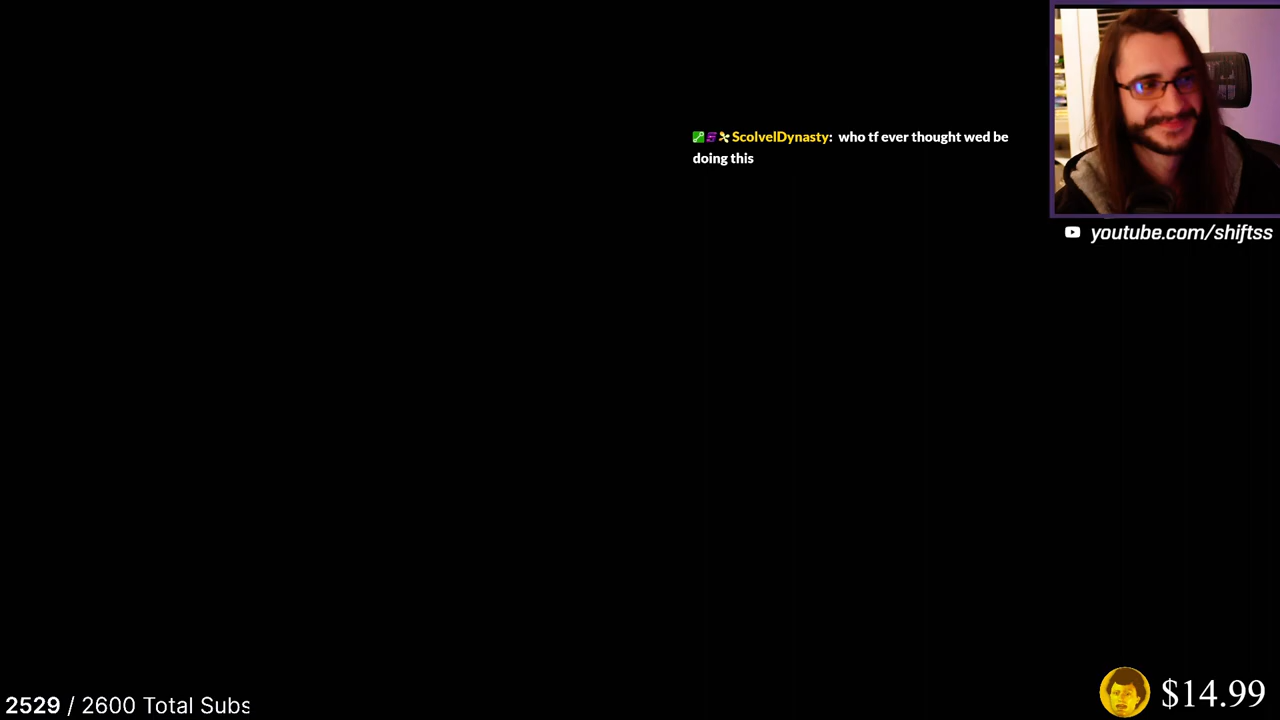 ScolvelDynasty: who tf ever thought wed be
doing this
youtube.com/shiftss
2529 / 2600 Total Subs
$14.99